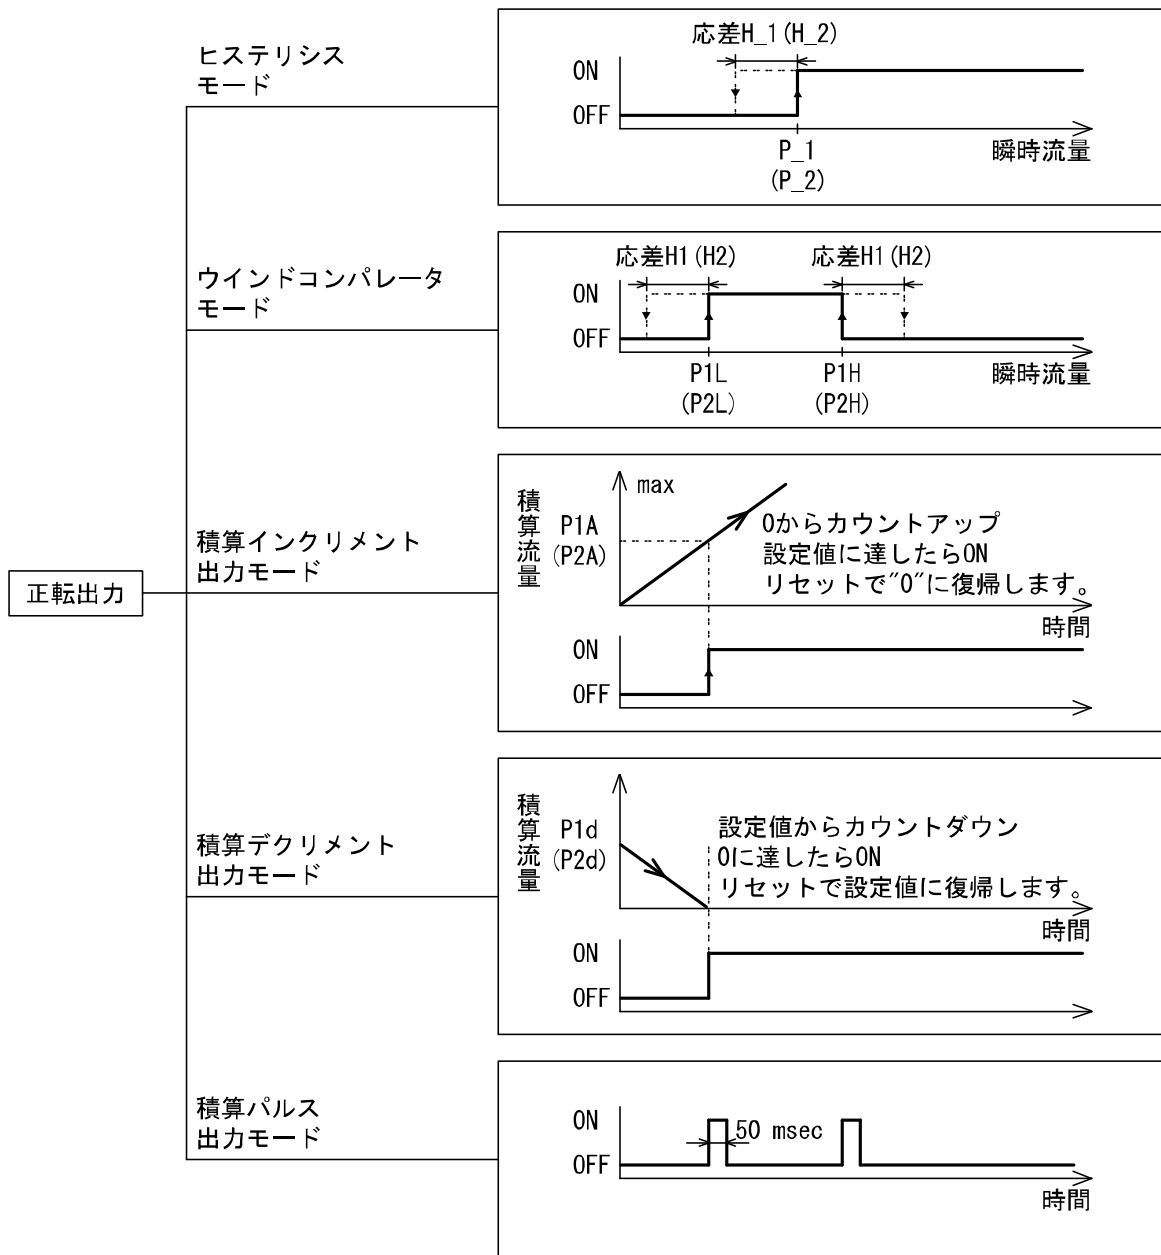 正転出力
ヒステリシス
モード
応差H_1(H_2)
ON
OFF
P_1
(P_2)
瞬時流量
ウインドコンパレータ
モード
応差H1(H2)
応差H1(H2)
ON
OFF
P1L
(P2L)
P1H
(P2H)
瞬時流量
積算インクリメント
出力モード
積算流量
max
P1A
(P2A)
0からカウントアップ
設定値に達したらON
リセットで"0"に復帰します。
時間
ON
OFF
積算デクリメント
出力モード
積算流量
P1d
(P2d)
設定値からカウントダウン
0に達したらON
リセットで設定値に復帰します。
時間
ON
OFF
積算パルス
出力モード
ON
OFF
50 msec
時間